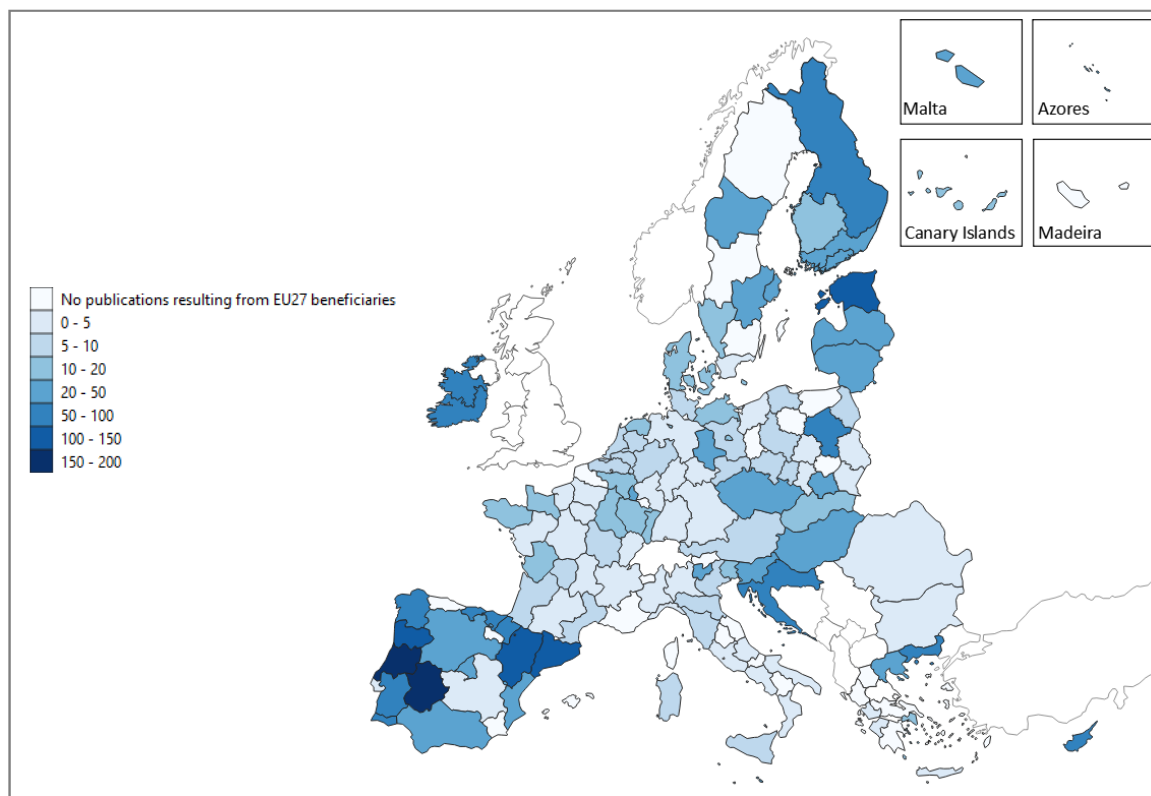 Malta
Azores
Canary Islands
Madeira
No publications resulting from EU27 beneficiaries
0 - 5
5 - 10
10 - 20
20 - 50
50 - 100
100 - 150
150 - 200